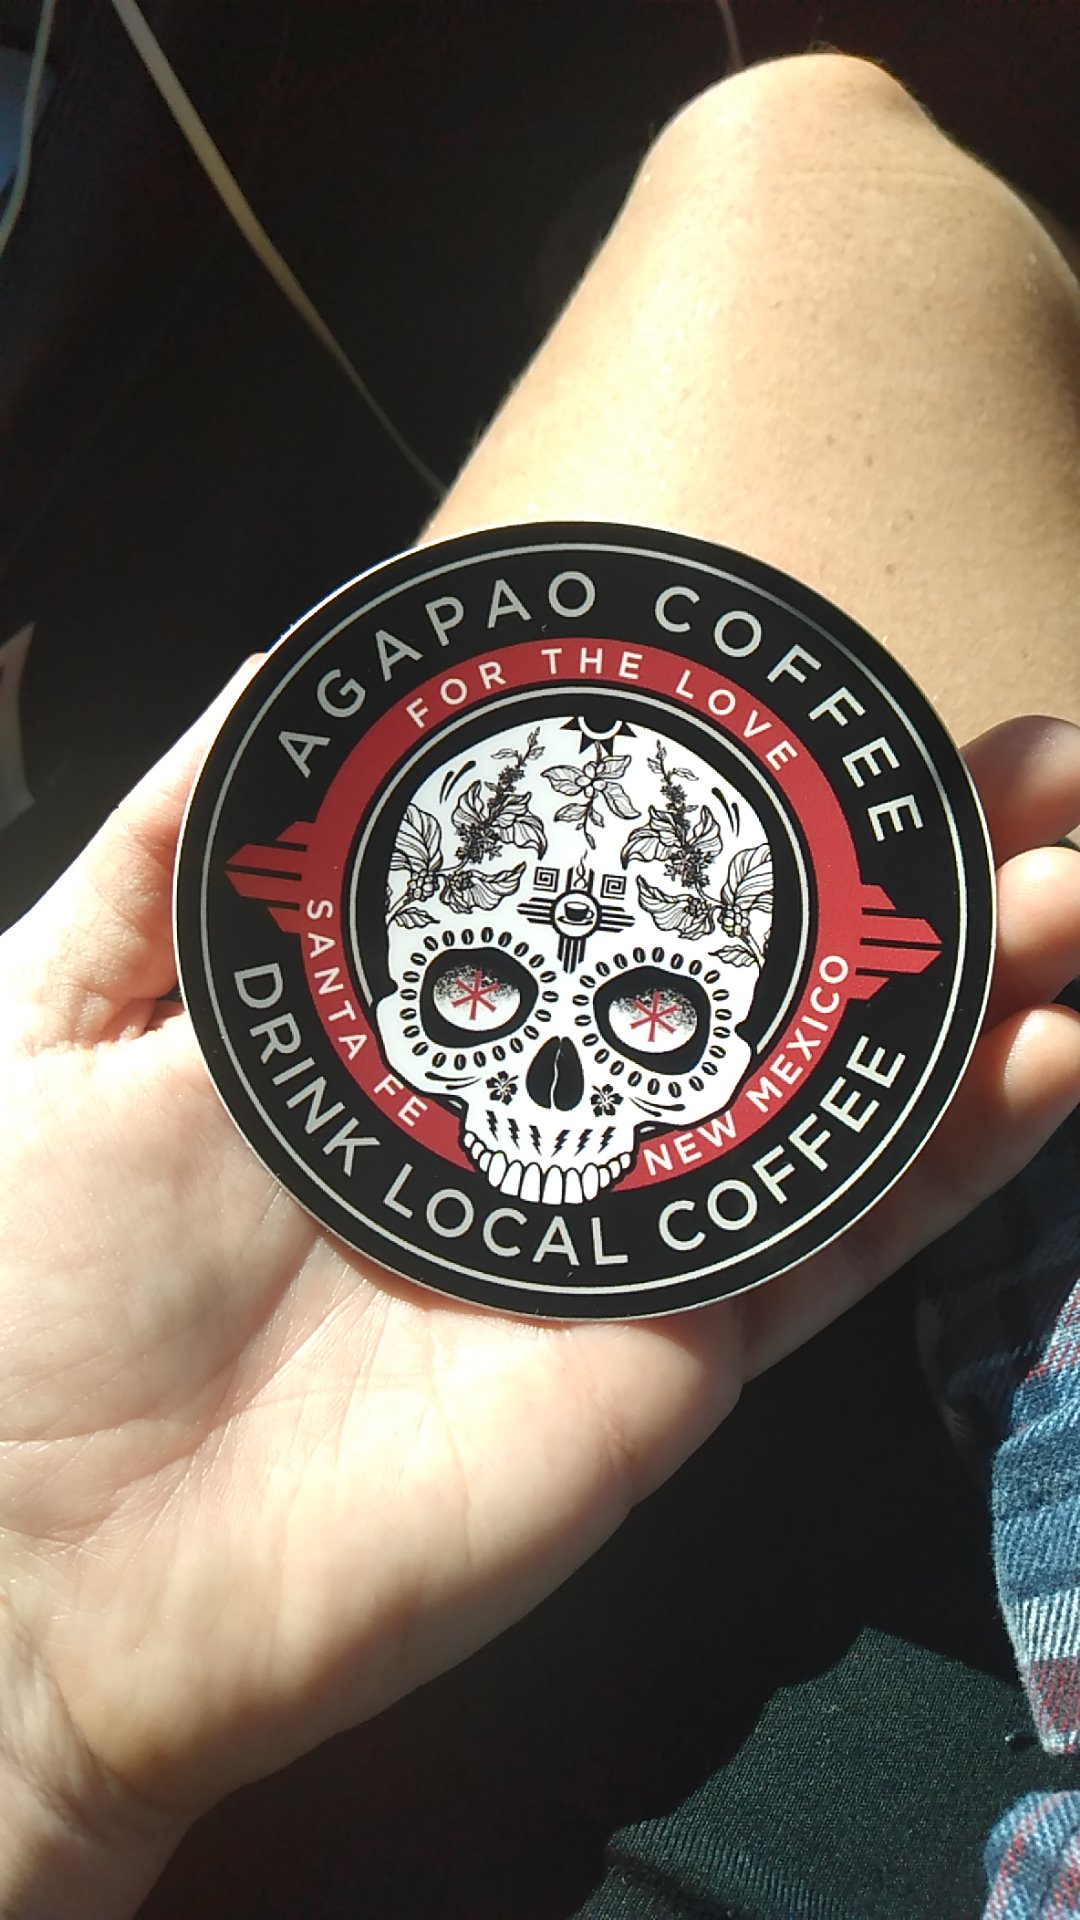 AGAPAO COFFEE
FOR THE LOVE
SANTA FE
NEW MEXICO
DRINK LOCAL COFFEE